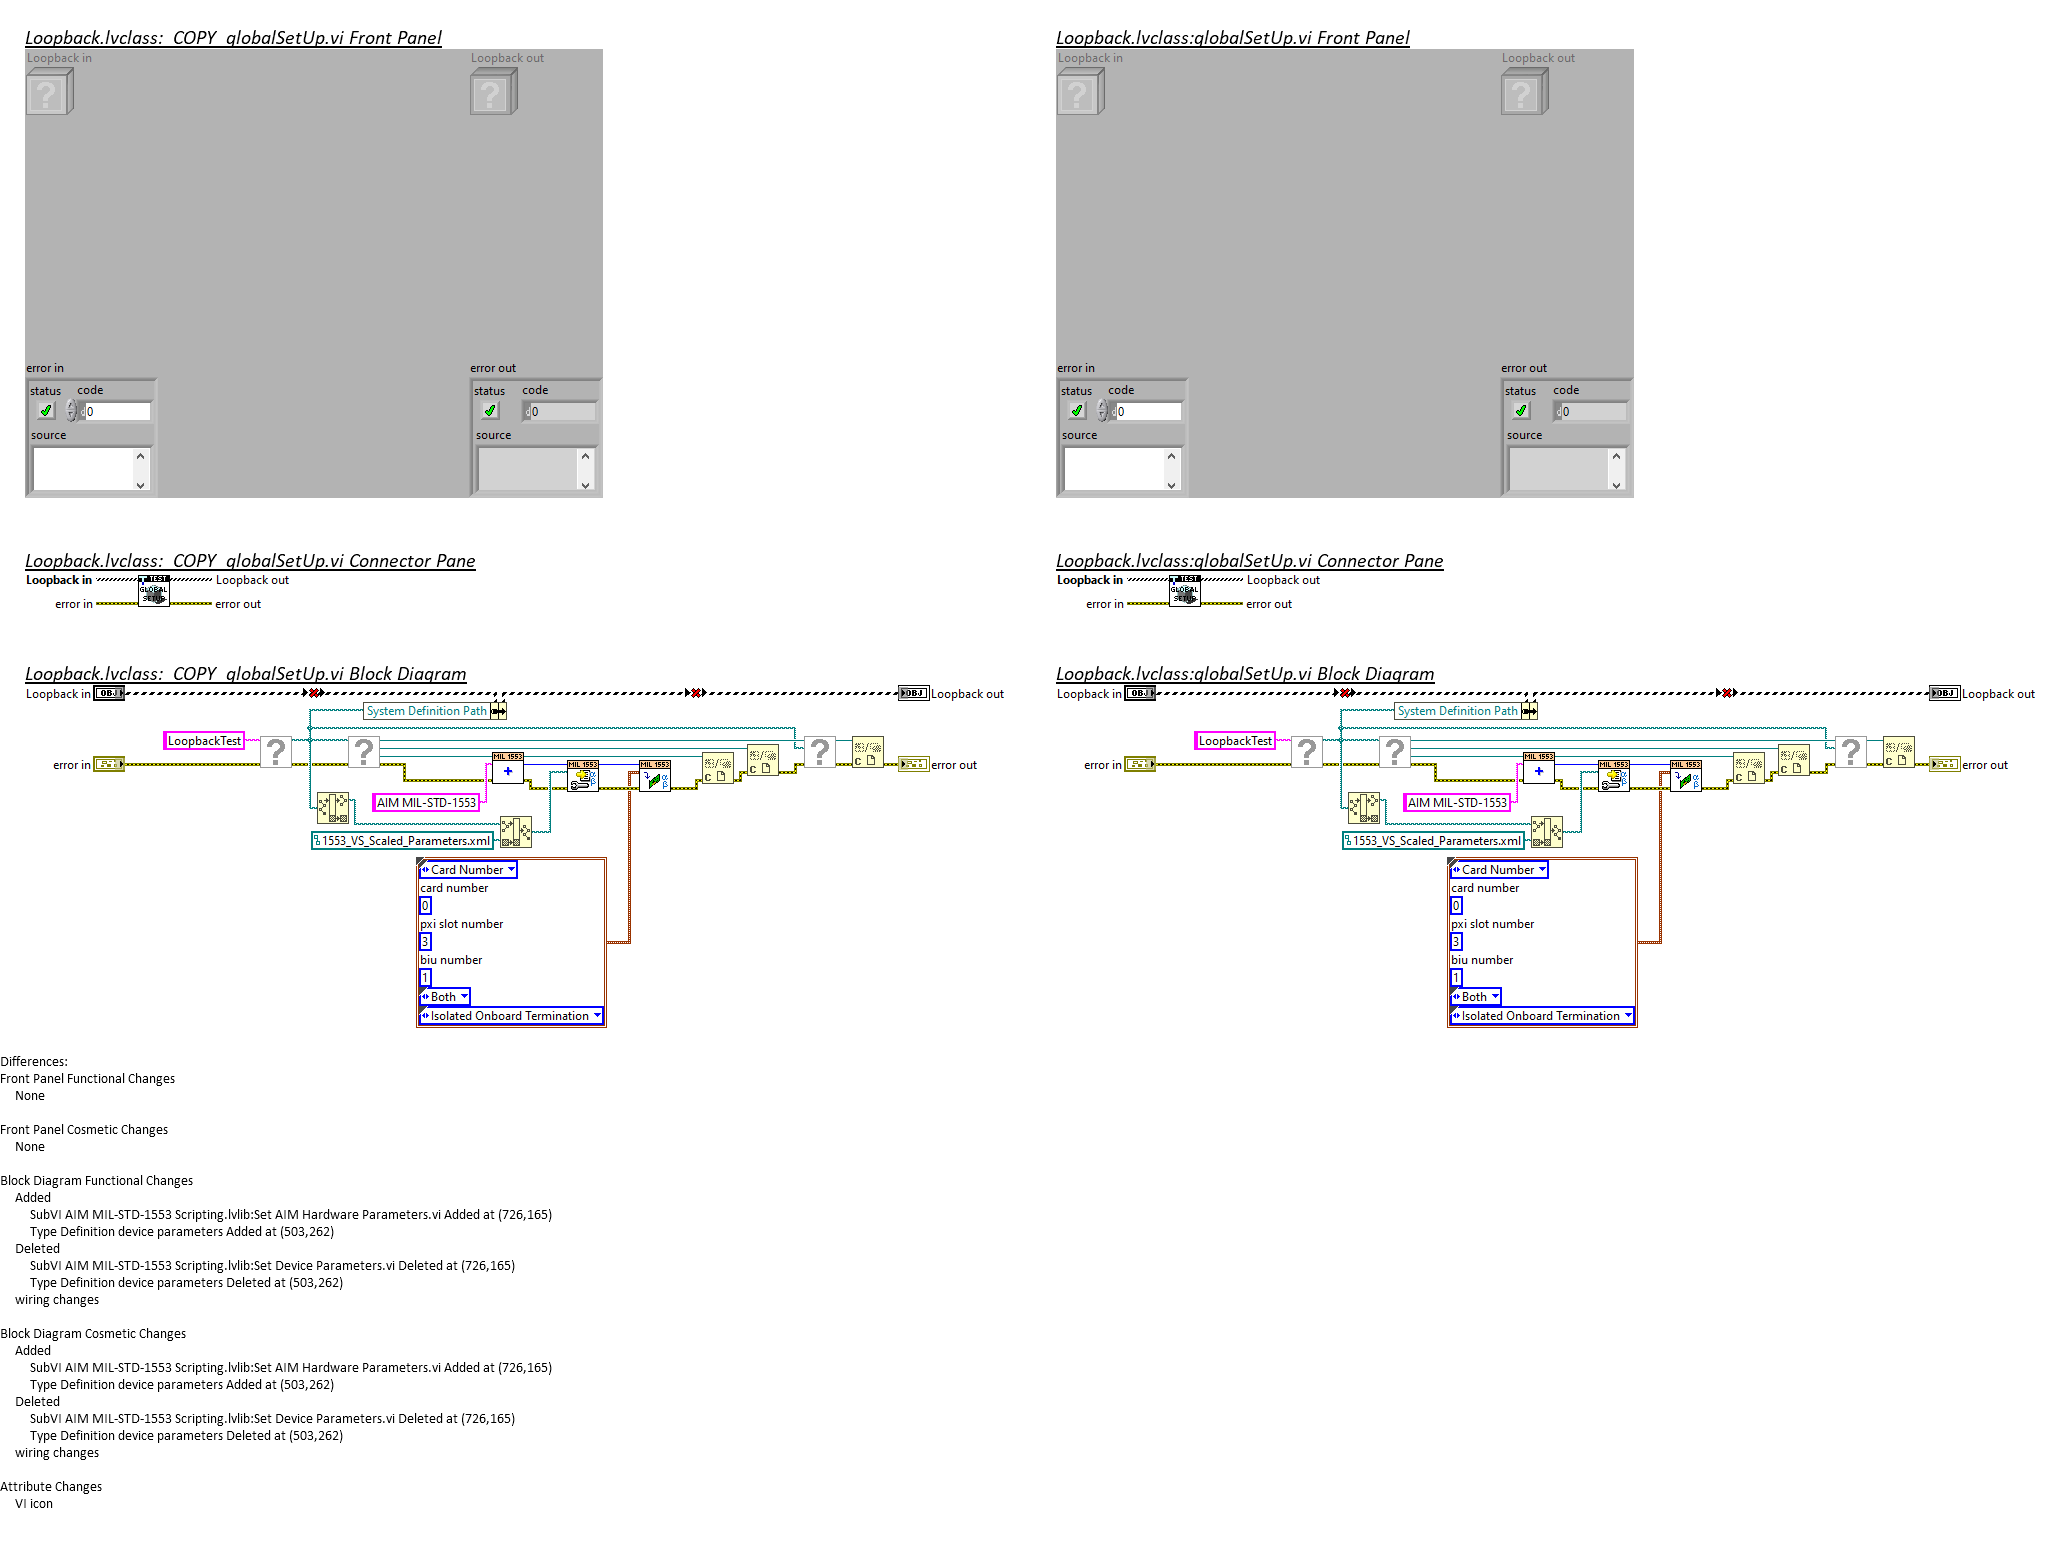 Loopback.lvclass:_COPY_globalSetUp.vi Front Panel
Loopback in
Loopback out
error in
status
code
0
source
error out
status
code
0
source
Loopback.lvclass:globalSetUp.vi Front Panel
Loopback in
Loopback out
error in
status
code
0
source
error out
status
code
0
source
Loopback.lvclass:_COPY_globalSetUp.vi Connector Pane
Loopback in
Loopback out
TEST
GLOBAL
SETUP
error in
error out
Loopback.lvclass:globalSetUp.vi Connector Pane
Loopback in
Loopback out
TEST
GLOBAL
SETUP
error in
error out
Loopback.lvclass:_COPY_globalSetUp.vi Block Diagram
Loopback in
OBJ
OBJ
Loopback out
System Definition Path
LoopbackTest
error in
MIL 1553
MIL 1553
MIL 1553
error out
AIM MIL-STD-1553
1553_VS_Scaled_Parameters.xml
Card Number
card number
0
pxi slot number
3
biu number
1
Both
Isolated Onboard Termination
Loopback.lvclass:globalSetUp.vi Block Diagram
Loopback in
OBJ
OBJ
Loopback out
System Definition Path
LoopbackTest
error in
MIL 1553
MIL 1553
MIL 1553
error out
AIM MIL-STD-1553
1553_VS_Scaled_Parameters.xml
Card Number
card number
0
pxi slot number
3
biu number
1
Both
Isolated Onboard Termination
Differences:
Front Panel Functional Changes
None
Front Panel Cosmetic Changes
None
Block Diagram Functional Changes
Added
SubVI AIM MIL-STD-1553 Scripting.lvlib:Set AIM Hardware Parameters.vi Added at (726,165)
Type Definition device parameters Added at (503,262)
Deleted
SubVI AIM MIL-STD-1553 Scripting.lvlib:Set Device Parameters.vi Deleted at (726,165)
Type Definition device parameters Deleted at (503,262)
wiring changes
Block Diagram Cosmetic Changes
Added
SubVI AIM MIL-STD-1553 Scripting.lvlib:Set AIM Hardware Parameters.vi Added at (726,165)
Type Definition device parameters Added at (503,262)
Deleted
SubVI AIM MIL-STD-1553 Scripting.lvlib:Set Device Parameters.vi Deleted at (726,165)
Type Definition device parameters Deleted at (503,262)
wiring changes
Attribute Changes
VI icon